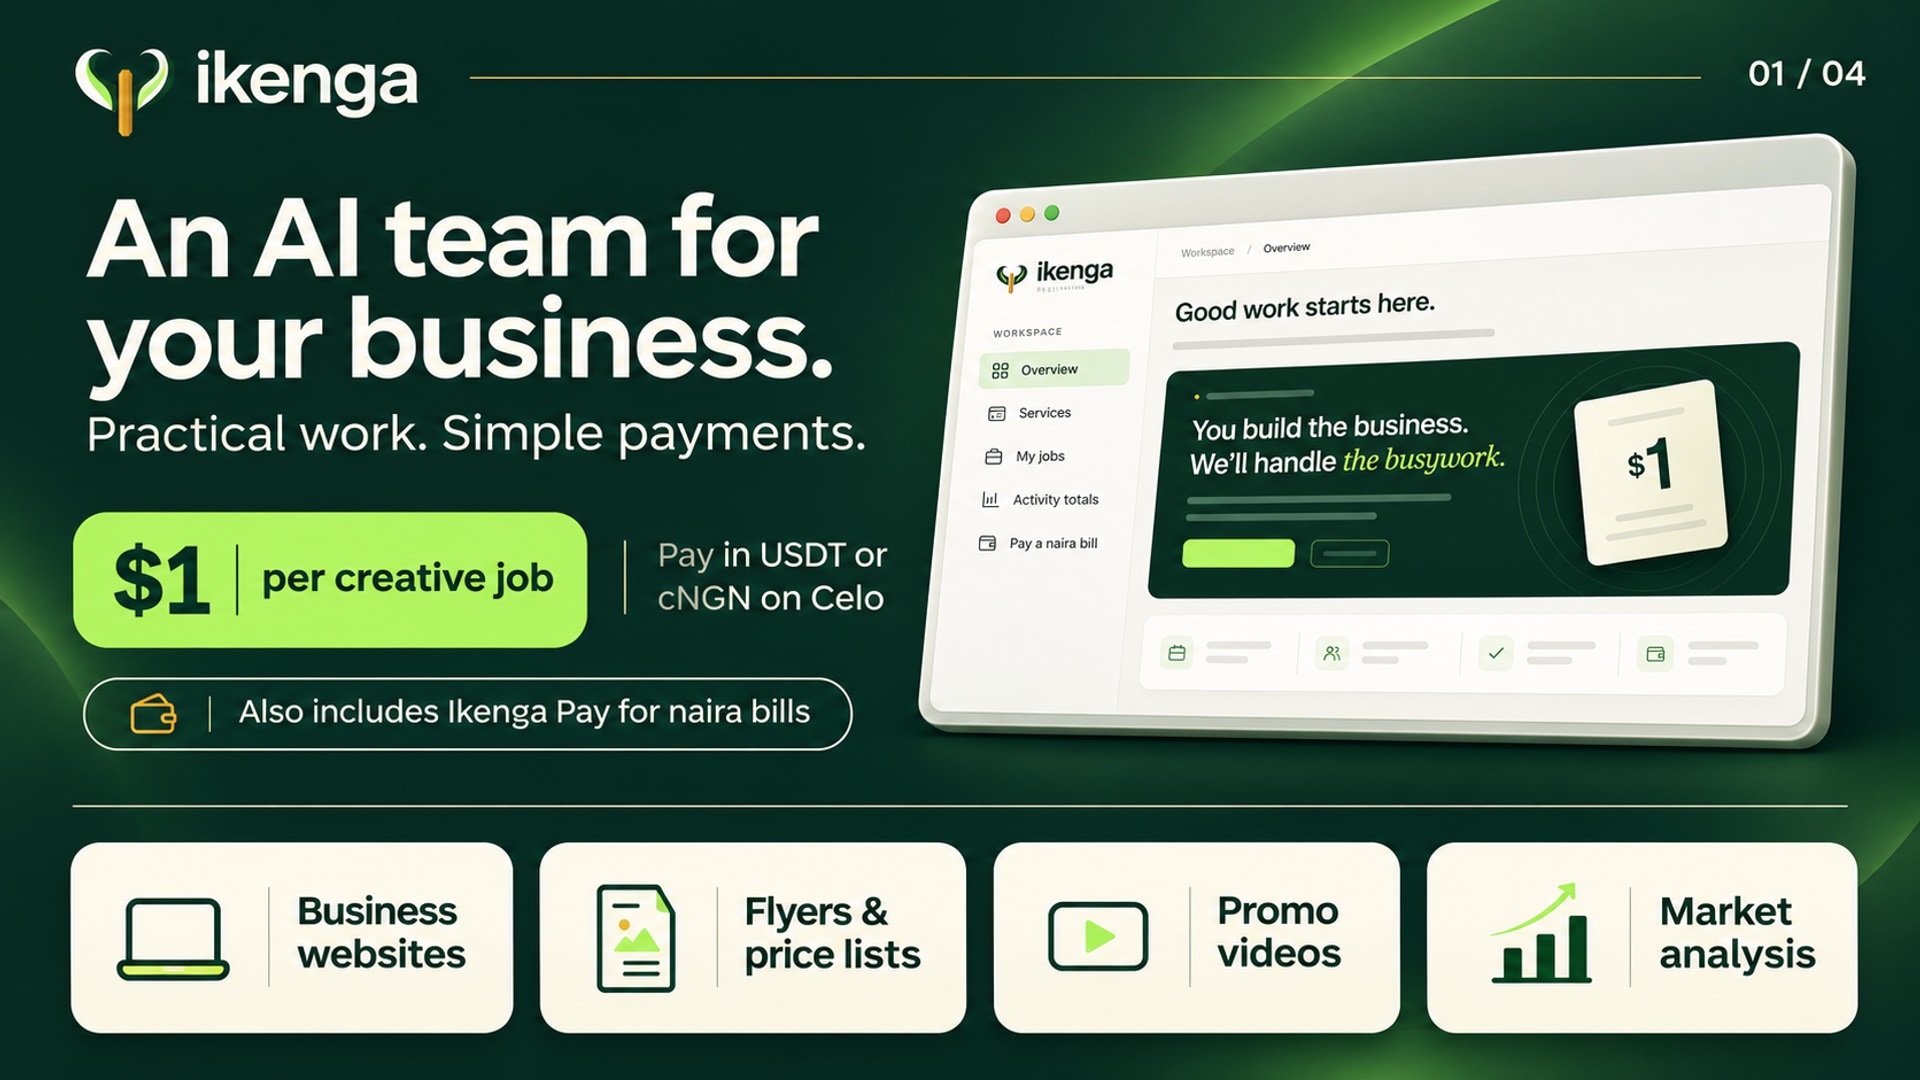 ikenga
01 / 04
An AI team for
your business.
Practical work. Simple payments.
$1
per creative job
Pay in USDT or
cNGN on Celo
Also includes Ikenga Pay for naira bills
ikenga
WORKSPACE
Overview
Services
My jobs
Activity totals
Pay a naira bill
Workspace / Overview
Good work starts here.
You build the business.
We'll handle the busywork.
$1
Business
websites
Flyers &
price lists
Promo
videos
Market
analysis